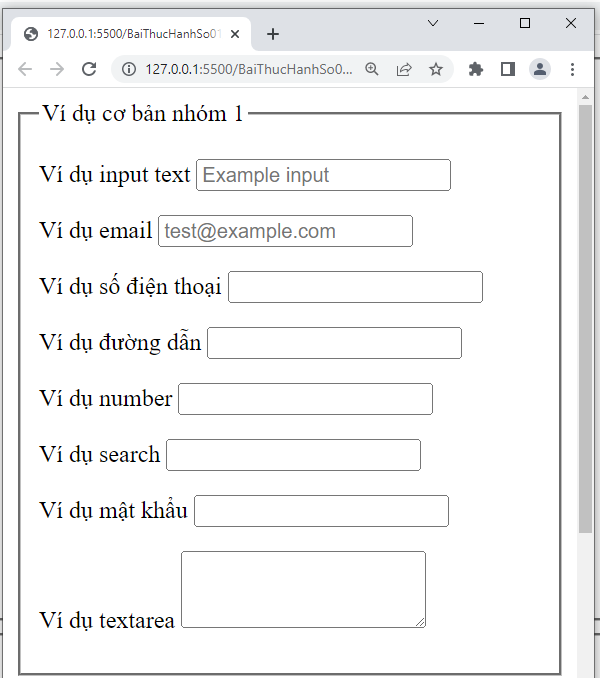 127.0.0.1:5500/BaiThucHanhSo01
127.0.0.1:5500/BaiThucHanhSo0...
Ví dụ cơ bản nhóm 1
Ví dụ input text Example input
Ví dụ email test@example.com
Ví dụ số điện thoại
Ví dụ đường dẫn
Ví dụ number
Ví dụ search
Ví dụ mật khẩu
Ví dụ textarea